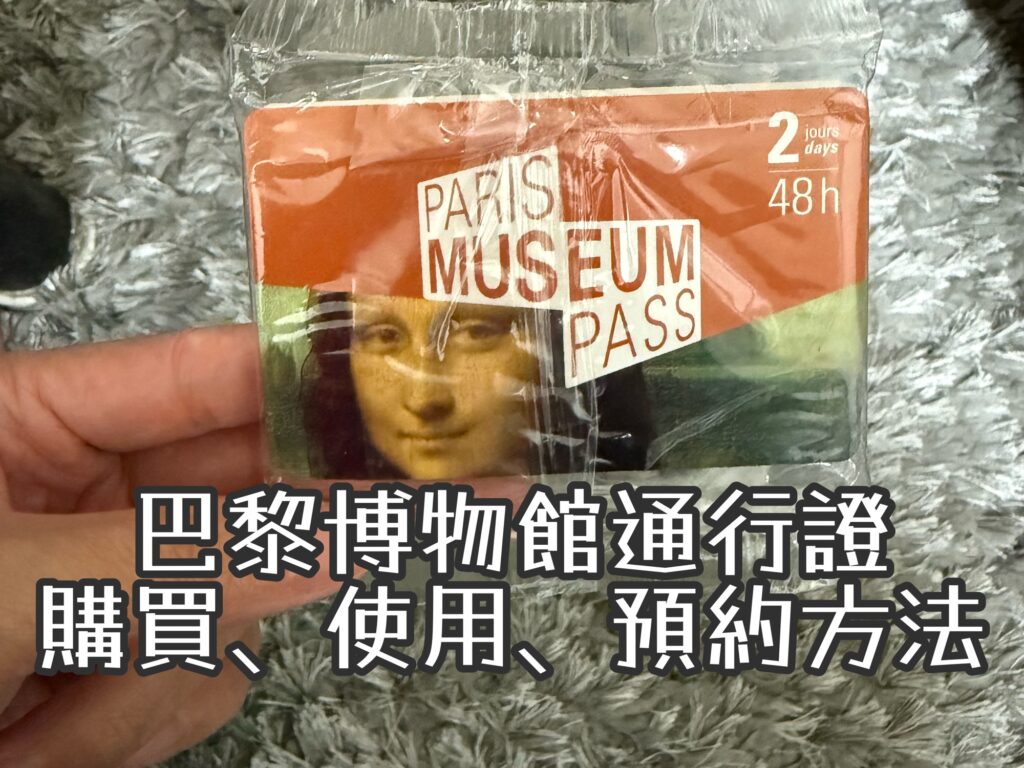 2 jours
days
48h
PARIS
MUSEUM
PASS
巴黎博物館通行證
購買、使用、預約方法